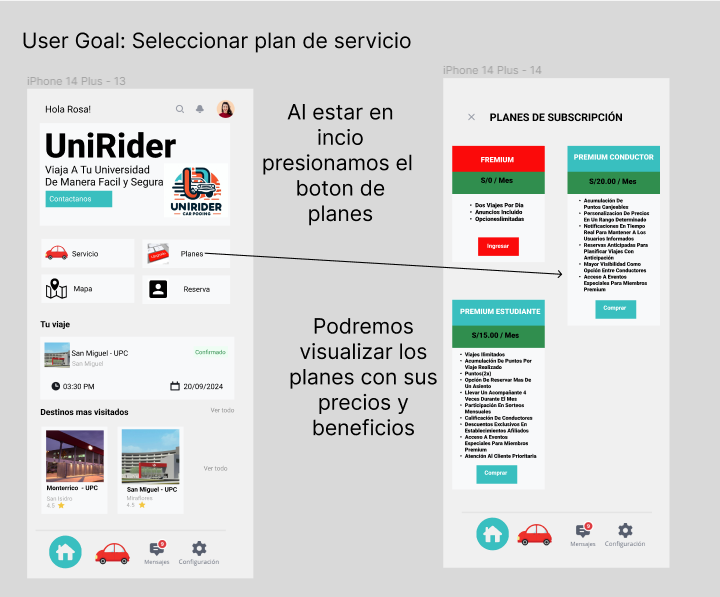 User Goal: Seleccionar plan de servicio
iPhone 14 Plus - 13
Hola Rosa!
UniRider
Viaja A Tu Universidad
De Manera Facil y Segura
Contactanos
UNIRIDER
CAR POOING
Servicio
Planes
Mapa
Reserva
Tu viaje
San Miguel - UPC
San Miguel
Confirmado
03:30 PM
20/09/2024
Destinos mas visitados
Ver todo
Monterrico - UPC
San Isidro
4.5
San Miguel - UPC
Miraflores
4.5
Ver todo
Mensajes
Configuración
Al estar en
incio
presionamos el
boton de
planes
Podremos
visualizar los
planes con sus
precios y
beneficios
iPhone 14 Plus - 14
PLANES DE SUBSCRIPCIÓN
FREMIUM
S/0 / Mes
Dos Viajes Por Dia
Anuncios Incluido
Opcioneslimitadas
Ingresar
PREMIUM CONDUCTOR
S/20.00 / Mes
Acumulación De
Puntos Canjeables
Personalizacion De Precios
En Un Rango Determinado
Notificaciones En Tiempo
Real Para Mantener A Los
Usuarios Informados
Reservas Anticipadas Para
Planificar Viajes Con
Anticipación
Mayor Visibilidad Como
Opción Entre Conductores
Acceso A Eventos
Especiales Para Miembros
Premium
Comprar
PREMIUM ESTUDIANTE
S/15.00 / Mes
Viajes Ilimitados
Acumulación De Puntos Por
Viaje Realizado
Puntos(2x)
Opción De Reservar Mas De
Un Asiento
Llevar Un Acompañante 4
Veces Durante El Mes
Participación En Sorteos
Mensuales
Calificación De Conductores
Descuentos Exclusivos En
Establecimientos Afiliados
Acceso A Eventos
Especiales Para Miembros
Premium
Atención Al Cliente Prioritaria
Comprar
Mensajes
Configuración